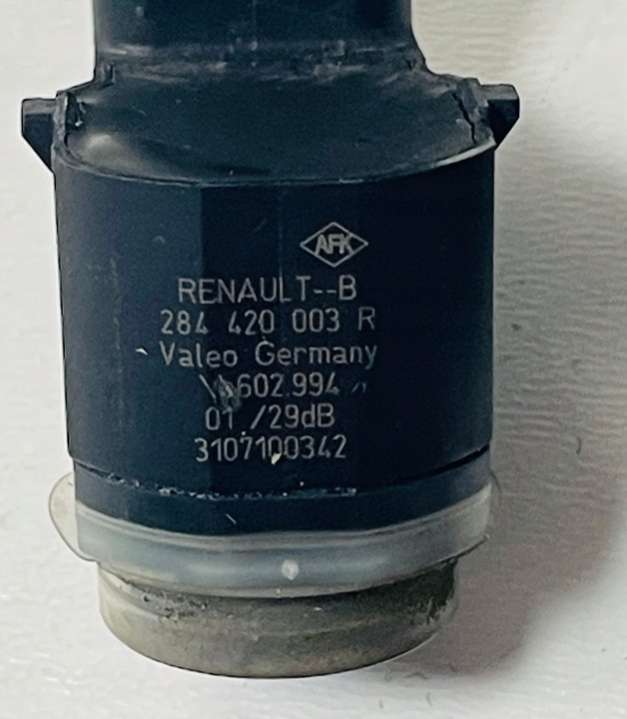 AFK
RENAULT--B
284 420 003 R
Valeo Germany
602.994
01./29dB
3107100342